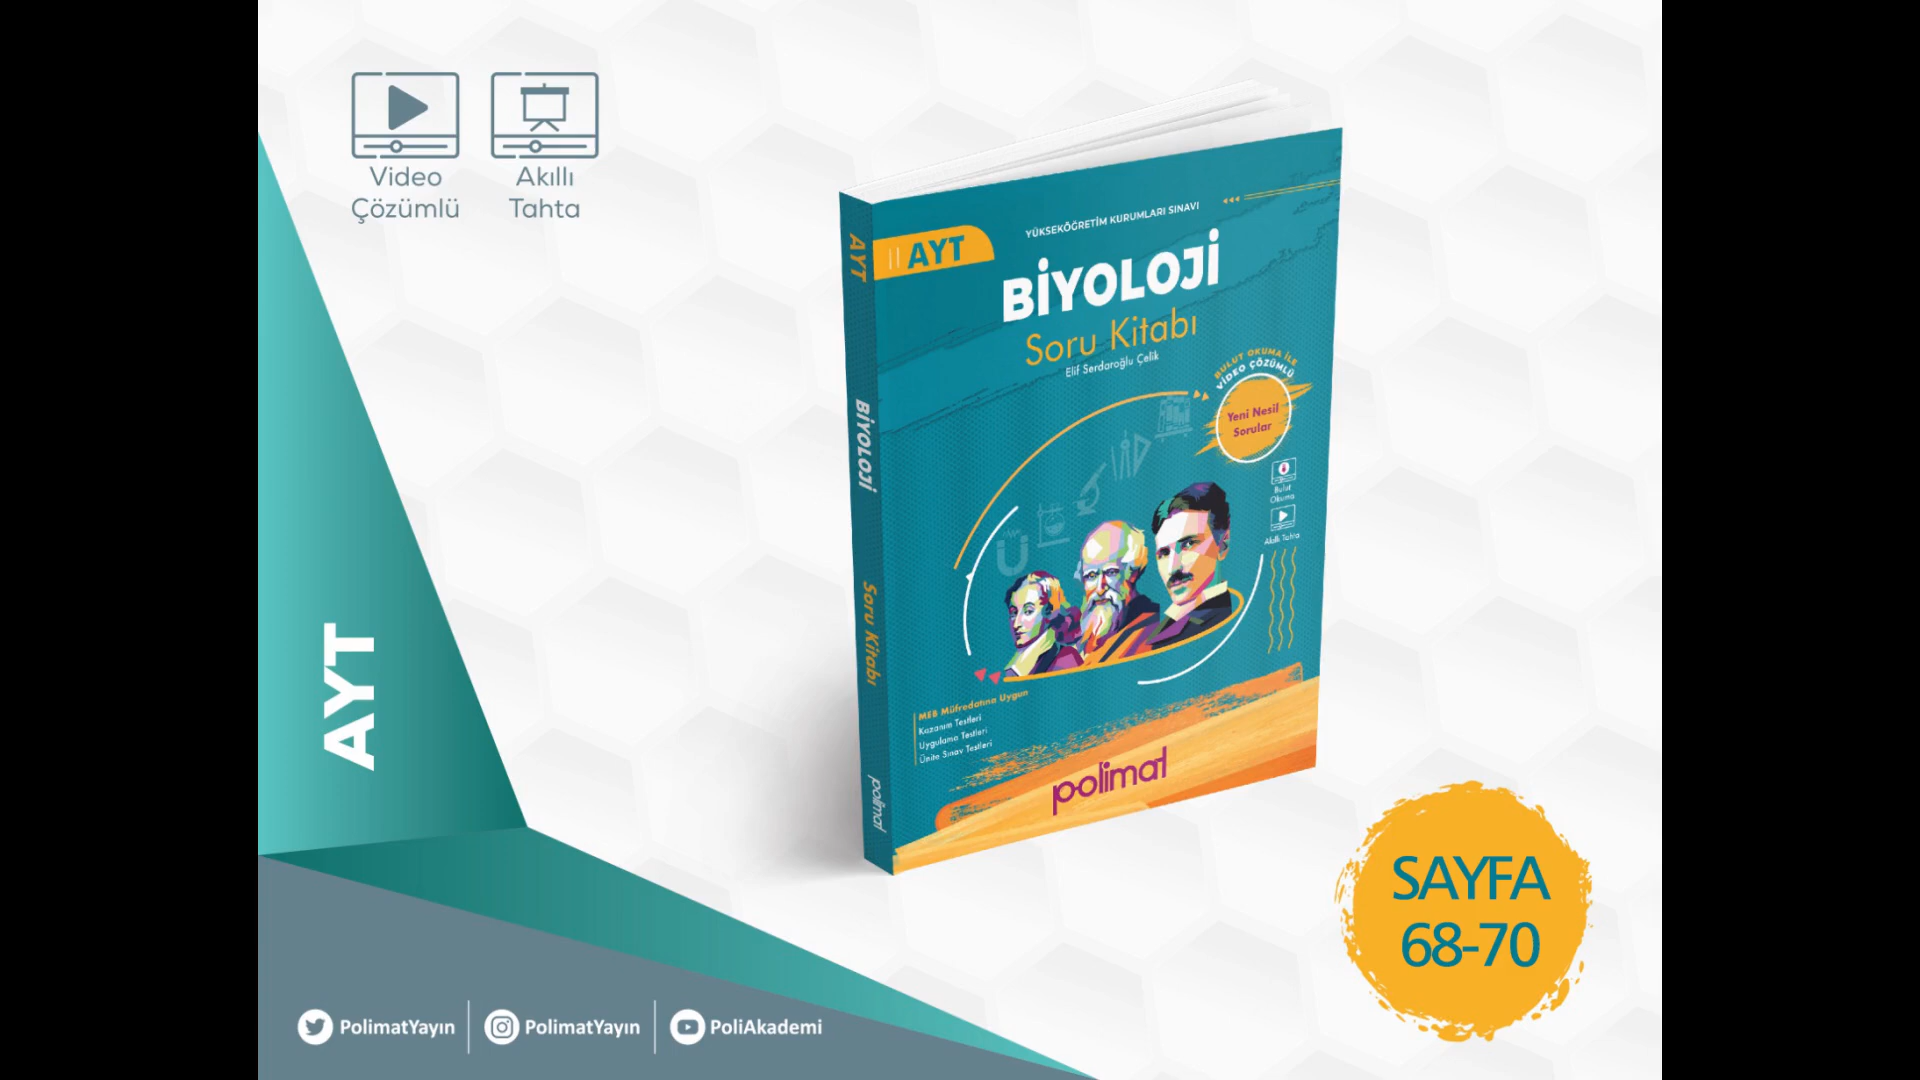 Video
Çözümlü
Akıllı
Tahta
AYT
YÜKSEKÖĞRETİM KURUMLARI SINAVI
AYT
BİYOLOJİ
Soru Kitabı
Elif Serdaroğlu Çelik
BULUT OKUMA İLE
VİDEO ÇÖZÜMLÜ
Yeni Nesil
Sorular
Bulut
Okuma
Akıllı Tahta
MEB Müfredatına Uygun
Kazanım Testleri
Uygulama Testleri
Ünite Sınav Testleri
polimat
AYT
BİYOLOJİ
Soru Kitabı
polimat
SAYFA
68-70
PolimatYayın
PolimatYayın
PoliAkademi